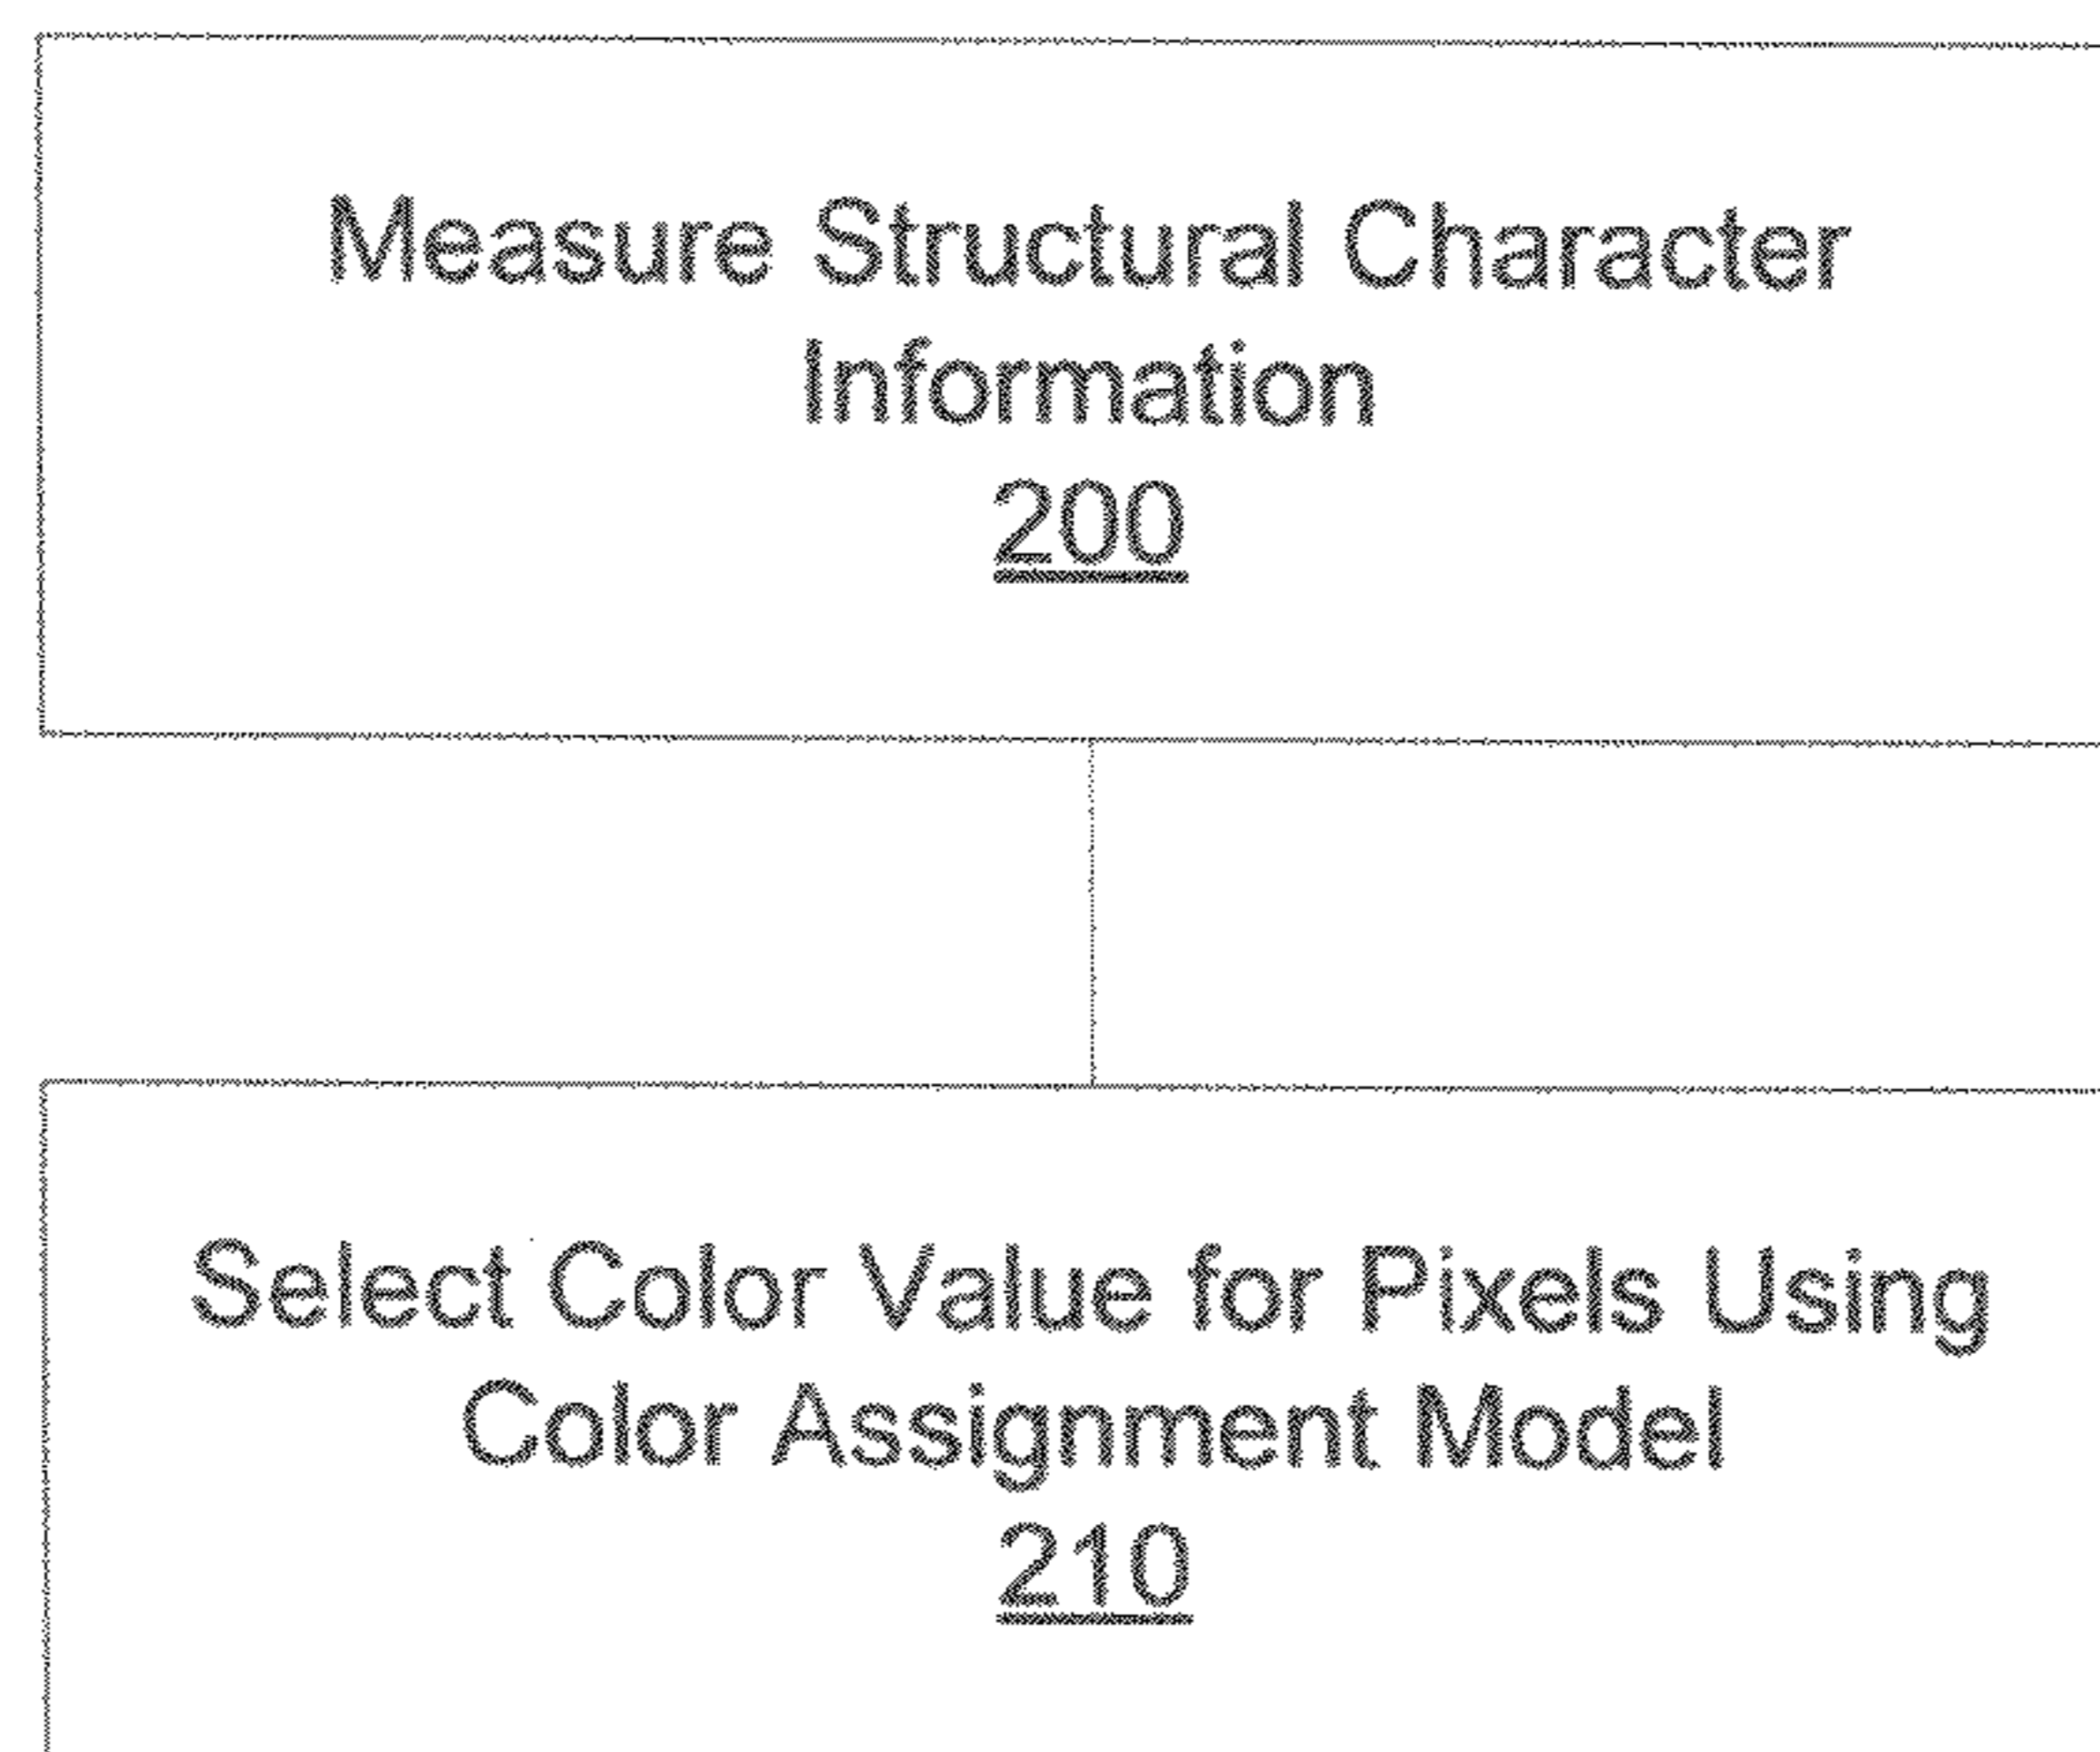 Measure Structural Character
Information
200
Select Color Value for Pixels Using
Color Assignment Model
210